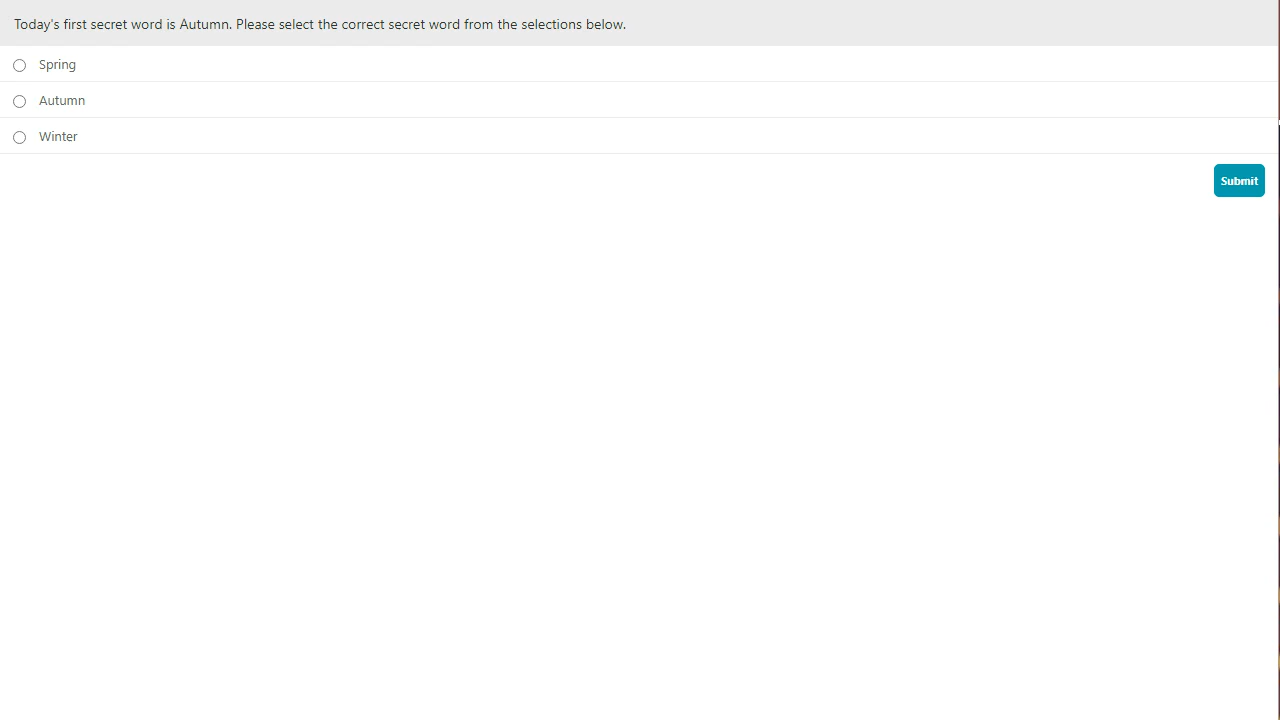 Today's first secret word is Autumn. Please select the correct secret word from the selections below.
Spring
Autumn
Winter
Submit